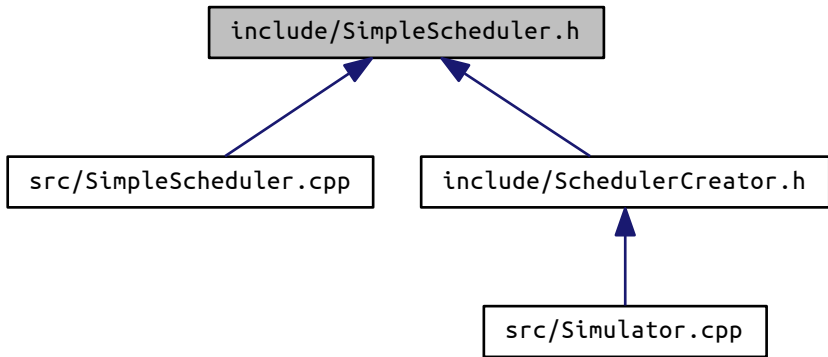 include/SimpleScheduler.h
src/SimpleScheduler.cpp
include/SchedulerCreator.h
src/Simulator.cpp